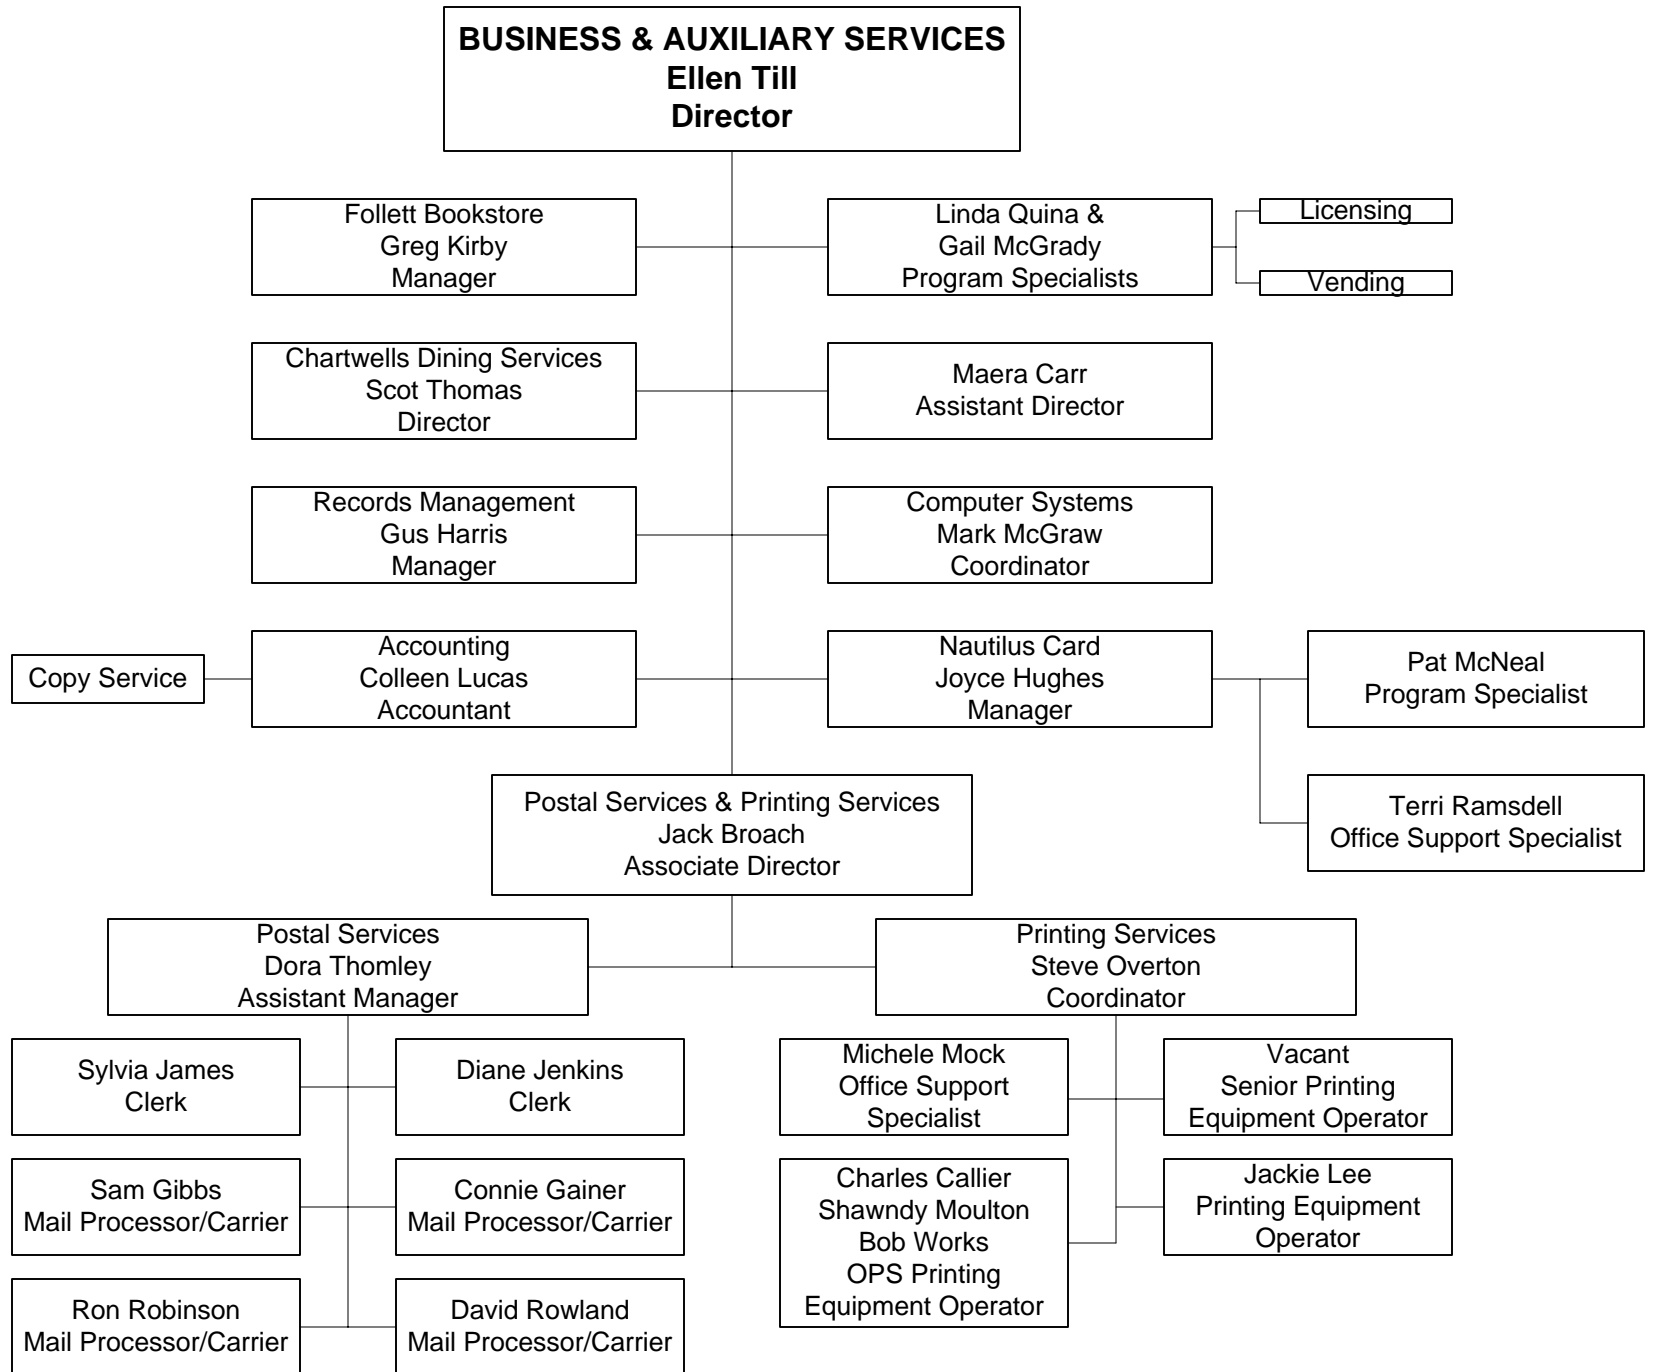 BUSINESS & AUXILIARY SERVICES
Ellen Till
Director
Follett Bookstore
Greg Kirby
Manager
Linda Quina &
Gail McGrady
Program Specialists
Licensing
Vending
Chartwells Dining Services
Scot Thomas
Director
Maera Carr
Assistant Director
Records Management
Gus Harris
Manager
Computer Systems
Mark McGraw
Coordinator
Copy Service
Accounting
Colleen Lucas
Accountant
Nautilus Card
Joyce Hughes
Manager
Pat McNeal
Program Specialist
Terri Ramsdell
Office Support Specialist
Postal Services & Printing Services
Jack Broach
Associate Director
Postal Services
Dora Thomley
Assistant Manager
Printing Services
Steve Overton
Coordinator
Sylvia James
Clerk
Diane Jenkins
Clerk
Michele Mock
Office Support
Specialist
Vacant
Senior Printing
Equipment Operator
Sam Gibbs
Mail Processor/Carrier
Connie Gainer
Mail Processor/Carrier
Charles Callier
Shawndy Moulton
Bob Works
OPS Printing
Equipment Operator
Jackie Lee
Printing Equipment
Operator
Ron Robinson
Mail Processor/Carrier
David Rowland
Mail Processor/Carrier